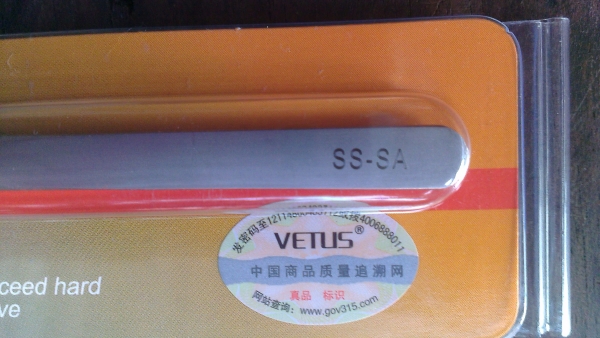 SS-SA
VETUS®
中国商品质量追溯网
真品 标识
网站查询：www.gov315.com
ceed hard
ve